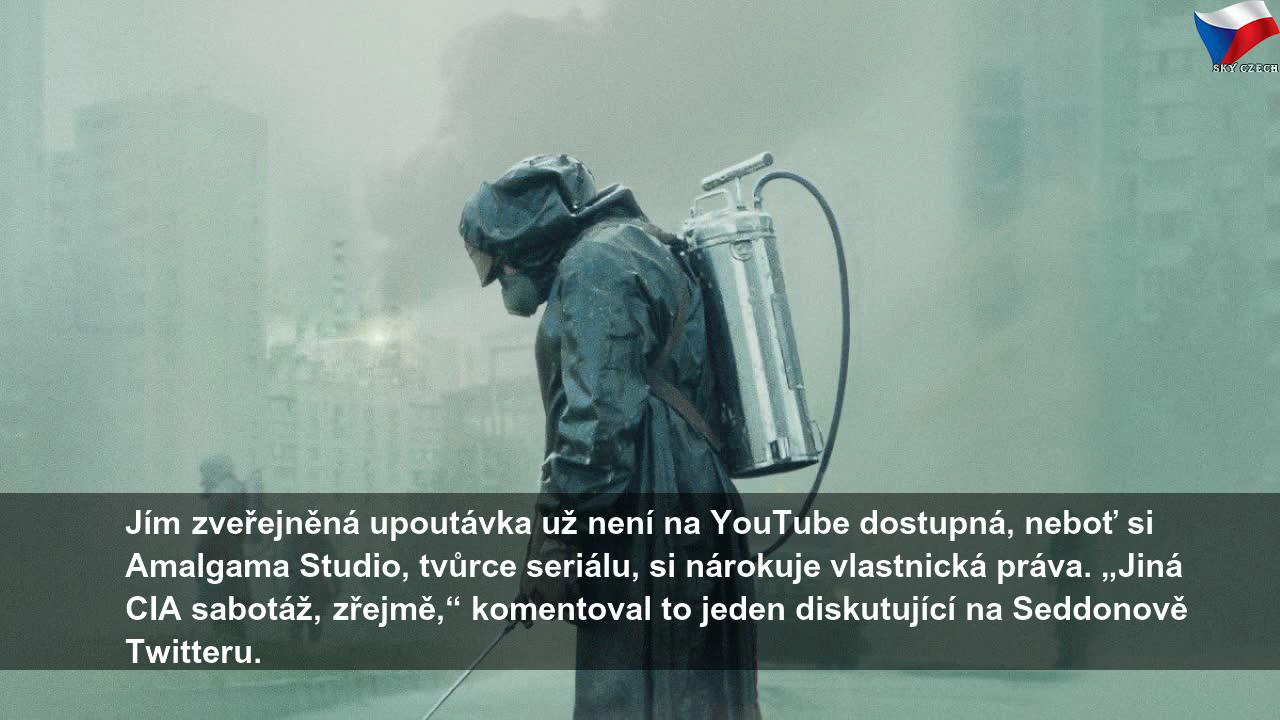 SKY CZECH
Jím zveřejněná upoutávka už není na YouTube dostupná, neboť si
Amalgama Studio, tvůrce seriálu, si nárokuje vlastnická práva. „Jiná
CIA sabotáž, zřejmě,“ komentoval to jeden diskutující na Seddonově
Twitteru.